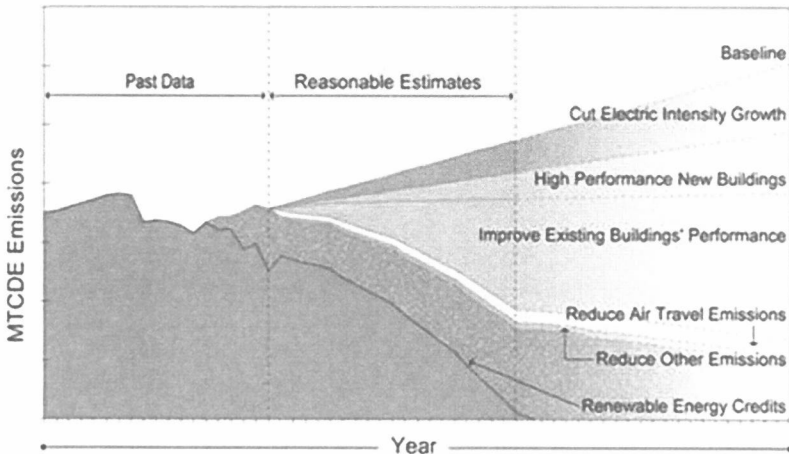 Baseline
Past Data
Reasonable Estimates
Cut Electric Intensity Growth
High Performance New Buildings
Improve Existing Buildings' Performance
Reduce Air Travel Emissions
Reduce Other Emissions
Renewable Energy Credits
MTCDE Emissions
Year